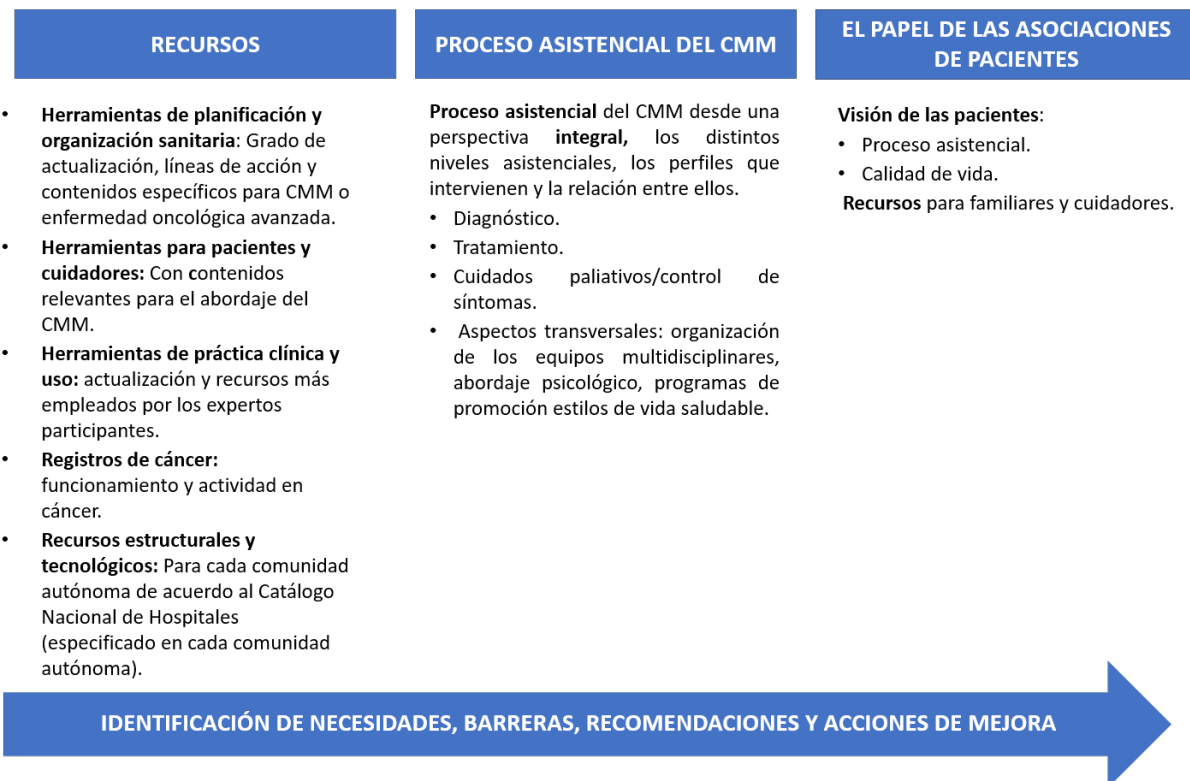 RECURSOS
• Herramientas de planificación y
organización sanitaria: Grado de
actualización, líneas de acción y
contenidos específicos para CMM o
enfermedad oncológica avanzada.
• Herramientas para pacientes y
cuidadores: Con contenidos
relevantes para el abordaje del
CMM.
• Herramientas de práctica clínica y
uso: actualización y recursos más
empleados por los expertos
participantes.
• Registros de cáncer:
funcionamiento y actividad en
cáncer.
• Recursos estructurales y
tecnológicos: Para cada comunidad
autónoma de acuerdo al Catálogo
Nacional de Hospitales
(especificado en cada comunidad
autónoma).
PROCESO ASISTENCIAL DEL CMM
Proceso asistencial del CMM desde una
perspectiva integral, los distintos
niveles asistenciales, los perfiles que
intervienen y la relación entre ellos.
• Diagnóstico.
• Tratamiento.
• Cuidados paliativos/control de
síntomas.
• Aspectos transversales: organización
de los equipos multidisciplinares,
abordaje psicológico, programas de
promoción estilos de vida saludable.
EL PAPEL DE LAS ASOCIACIONES
DE PACIENTES
Visión de las pacientes:
• Proceso asistencial.
• Calidad de vida.
Recursos para familiares y cuidadores.
IDENTIFICACIÓN DE NECESIDADES, BARRERAS, RECOMENDACIONES Y ACCIONES DE MEJORA